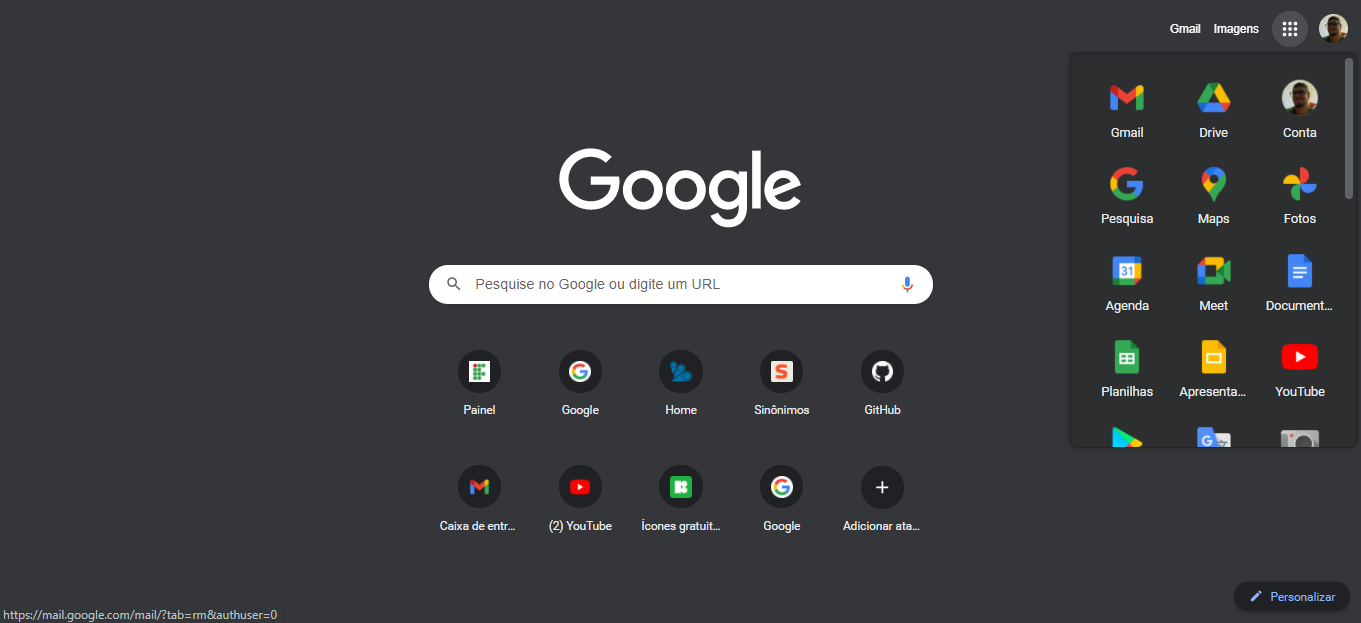 Gmail Imagens
Gmail Drive Conta
Google
Pesquisa Maps Fotos
Pesquise no Google ou digite um URL
31
Agenda Meet Document...
Planilhas Apresenta... YouTube
S
Painel Google Home Sinônimos GitHub
G
Caixa de entr... (2) YouTube Ícones gratuit... Google Adicionar ata...
Personalizar
https://mail.google.com/mail/?tab=rm&authuser=0